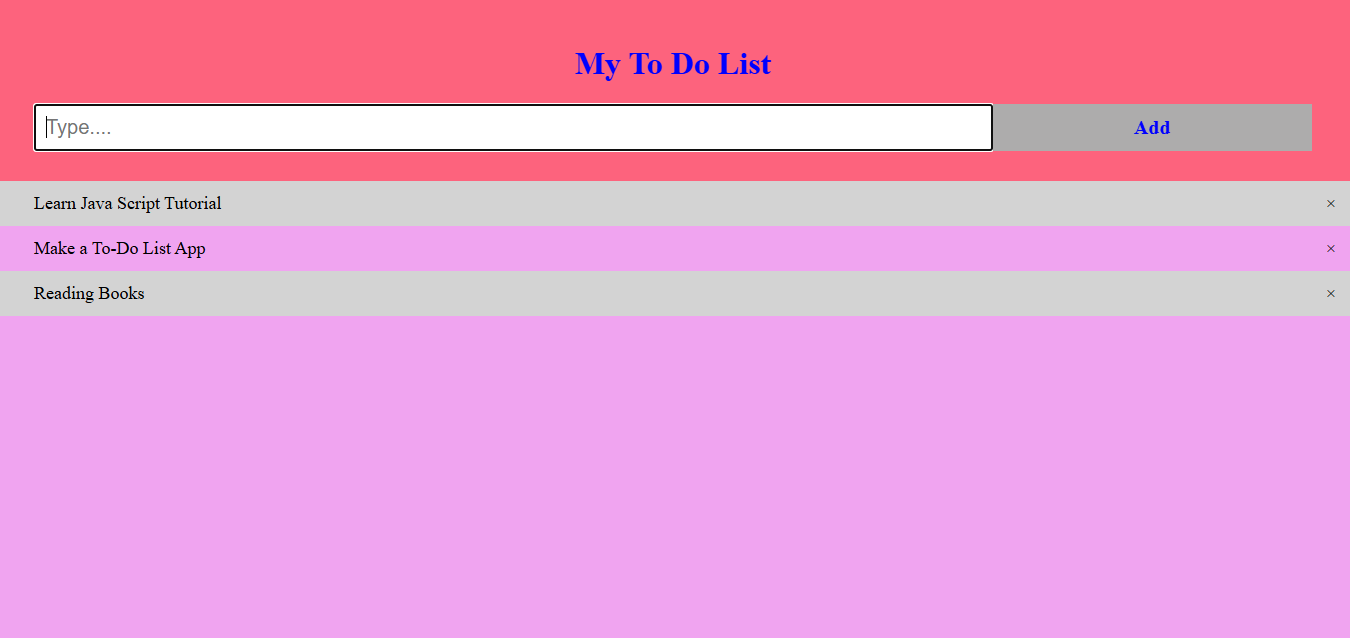 My To Do List
Type....
Add
Learn Java Script Tutorial ×
Make a To-Do List App ×
Reading Books ×